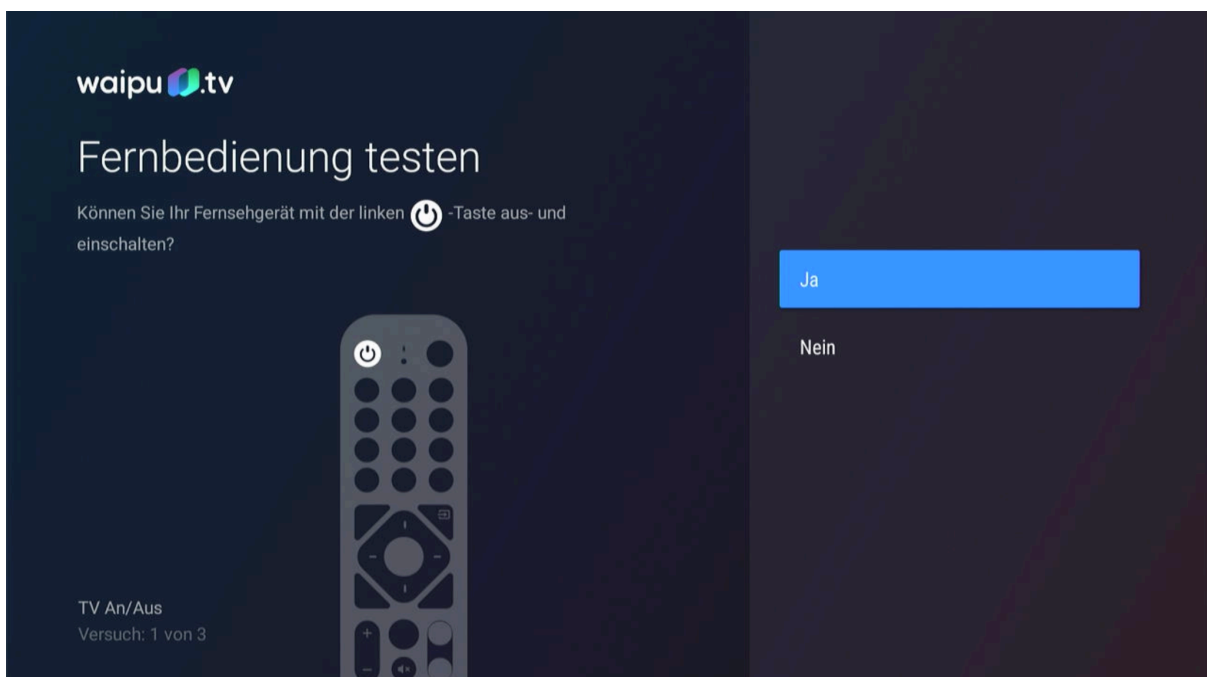 waipu.tv
Fernbedienung testen
Können Sie Ihr Fernsehgerät mit der linken -Taste aus- und
einschalten?
Ja
Nein
TV An/Aus
Versuch: 1 von 3